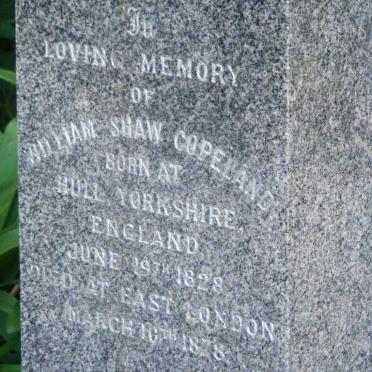 In
LOVING MEMORY
OF
WILLIAM SHAW COPELAND
BORN AT
HULL YORKSHIRE,
ENGLAND
JUNE 19TH 1828
DIED AT EAST LONDON
MARCH 10TH 1878